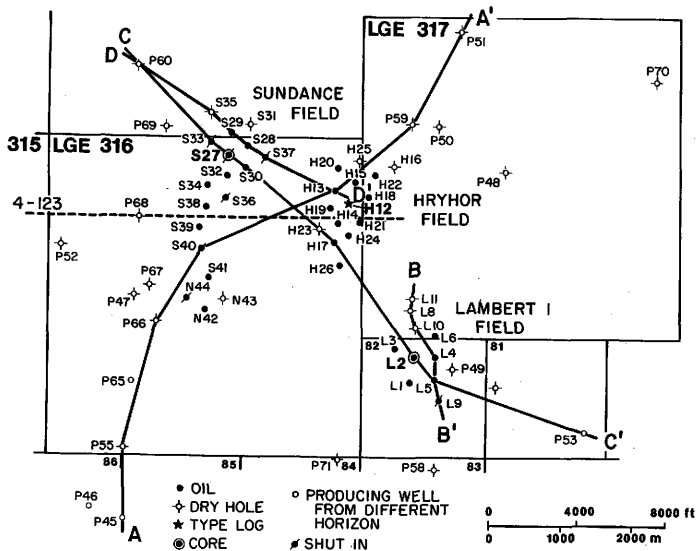 A'
C
D
LGE 317
P51
P60
P70
S35
SUNDANCE
FIELD
S31
P59
P50
P69
S29
S33
S28
315 LGE 316
S27
S37
H25
H20
H16
S32
S30
H15
H22
P48
S34
H13
D'
H18
HRYHOR
FIELD
4-123
S36
H19
H12
P68
S38
H14
H21
S39
H23
H24
P52
S40
H17
H26
B
P67
S41
P47
N44
N43
L11
LAMBERT I
FIELD
L8
P66
N42
L10
L6
82
L3
81
L2
L4
P49
P65
L1
L5
L9
P55
B'
P53
C'
86
85
P71
84
P58
83
P46
P45
A
OIL
DRY HOLE
TYPE LOG
CORE
PRODUCING WELL
FROM DIFFERENT
HORIZON
SHUT IN
0 4000 8000 ft
0 1000 2000 m